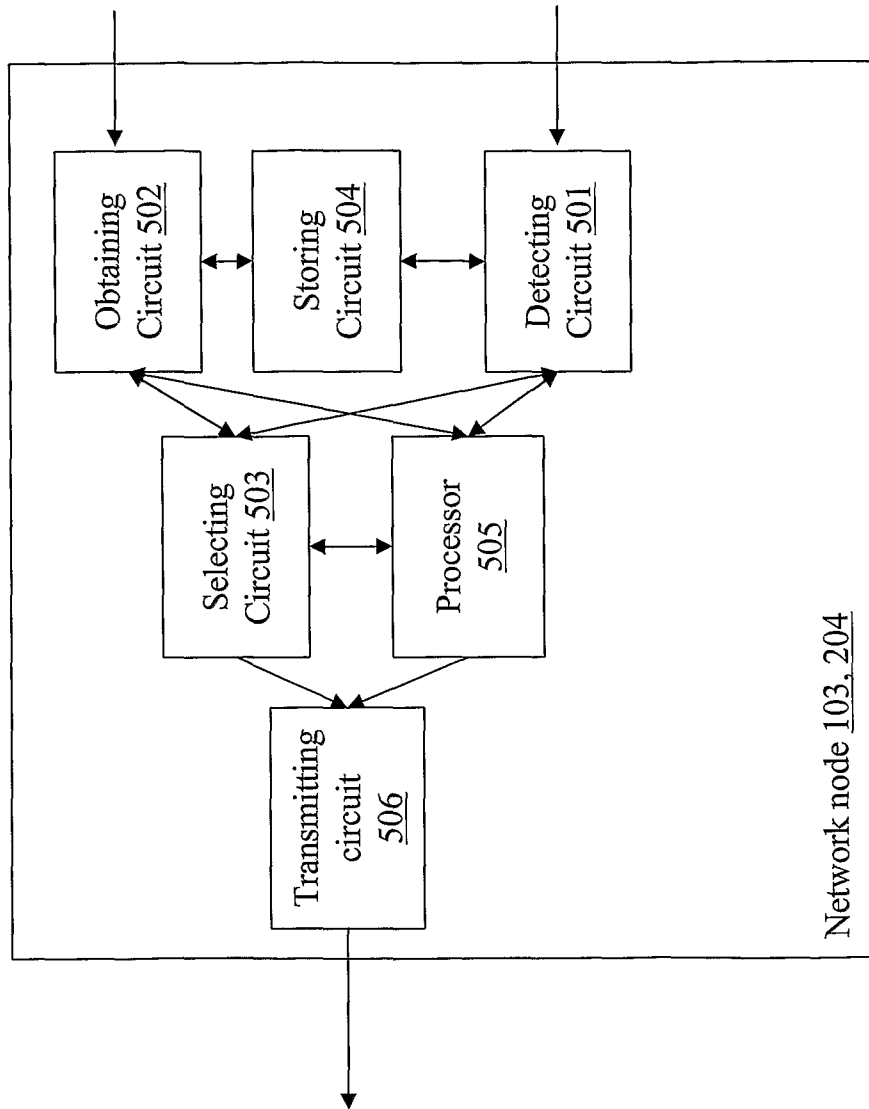 Obtaining
Circuit 502
Storing
Circuit 504
Detecting
Circuit 501
Selecting
Circuit 503
Processor
505
Transmitting
circuit
506
Network node 103, 204